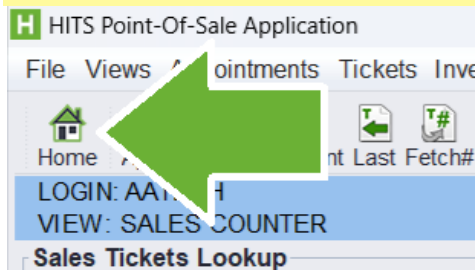 HITS Point-Of-Sale Application
File Views Tickets
Home Last Fetch#
LOGIN:
VIEW: SALES COUNTER
Sales Tickets Lookup